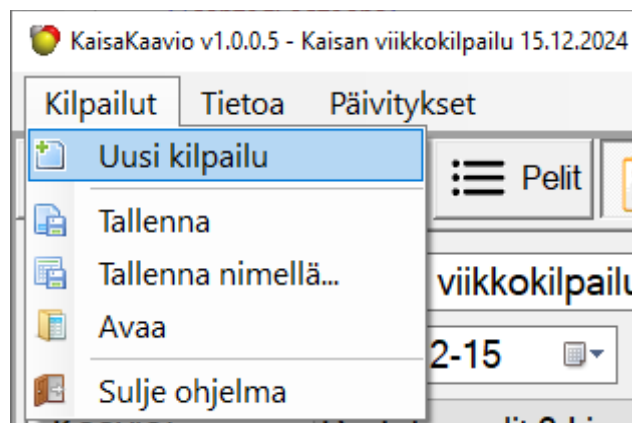 KaisaKaavio v1.0.0.5 - Kaisan viikkokilpailu 15.12.2024
Kilpailut Tietoa Päivitykset
Uusi kilpailu
Pelit
Tallenna
Tallenna nimellä...
viikkokilpailu
Avaa
2-15
Sulje ohjelma